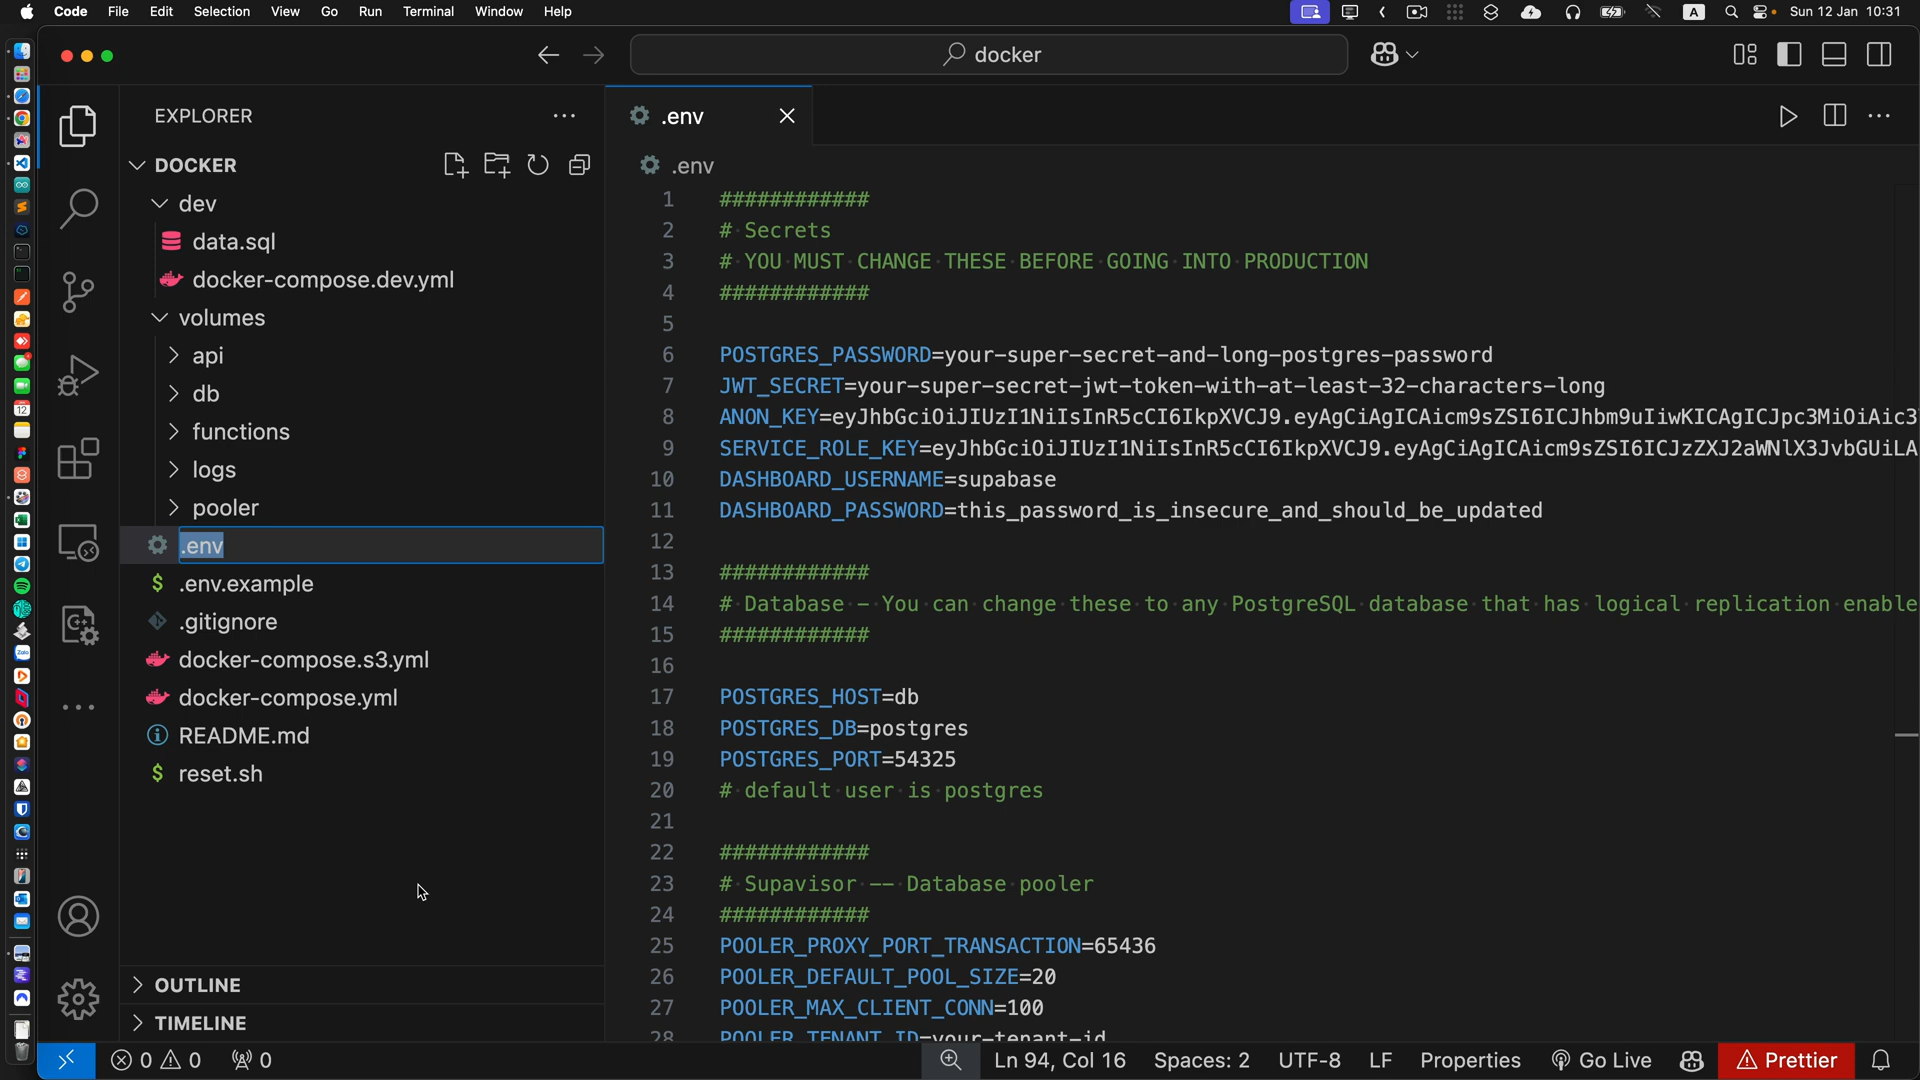 Code File Edit Selection View Go Run Terminal Window Help
A Sun 12 Jan 10:31
docker
EXPLORER
DOCKER
dev
data.sql
docker-compose.dev.yml
volumes
api
db
functions
logs
pooler
.env
.env.example
.gitignore
docker-compose.s3.yml
docker-compose.yml
README.md
reset.sh
OUTLINE
TIMELINE
.env
.env
1 ############
2 # Secrets
3 # YOU MUST CHANGE THESE BEFORE GOING INTO PRODUCTION
4 ############
5
6 POSTGRES_PASSWORD=your-super-secret-and-long-postgres-password
7 JWT_SECRET=your-super-secret-jwt-token-with-at-least-32-characters-long
8 ANON_KEY=eyJhbGciOiJIUzI1NiIsInR5cCI6IkpXVCJ9.eyAgCiAgICAicm9sZSI6ICJhbm9uIiwKICAgICJpc3MiOiAic3
9 SERVICE_ROLE_KEY=eyJhbGciOiJIUzI1NiIsInR5cCI6IkpXVCJ9.eyAgCiAgICAicm9sZSI6ICJzZXJ2aWNlX3JvbGUiLA
10 DASHBOARD_USERNAME=supabase
11 DASHBOARD_PASSWORD=this_password_is_insecure_and_should_be_updated
12
13 ############
14 # Database - You can change these to any PostgreSQL database that has logical replication enable
15 ############
16
17 POSTGRES_HOST=db
18 POSTGRES_DB=postgres
19 POSTGRES_PORT=54325
20 # default user is postgres
21
22 ############
23 # Supavisor -- Database pooler
24 ############
25 POOLER_PROXY_PORT_TRANSACTION=65436
26 POOLER_DEFAULT_POOL_SIZE=20
27 POOLER_MAX_CLIENT_CONN=100
28 POOLER_TENANT_ID=your-tenant-id
0 0 0 Ln 94, Col 16 Spaces: 2 UTF-8 LF Properties Go Live Prettier